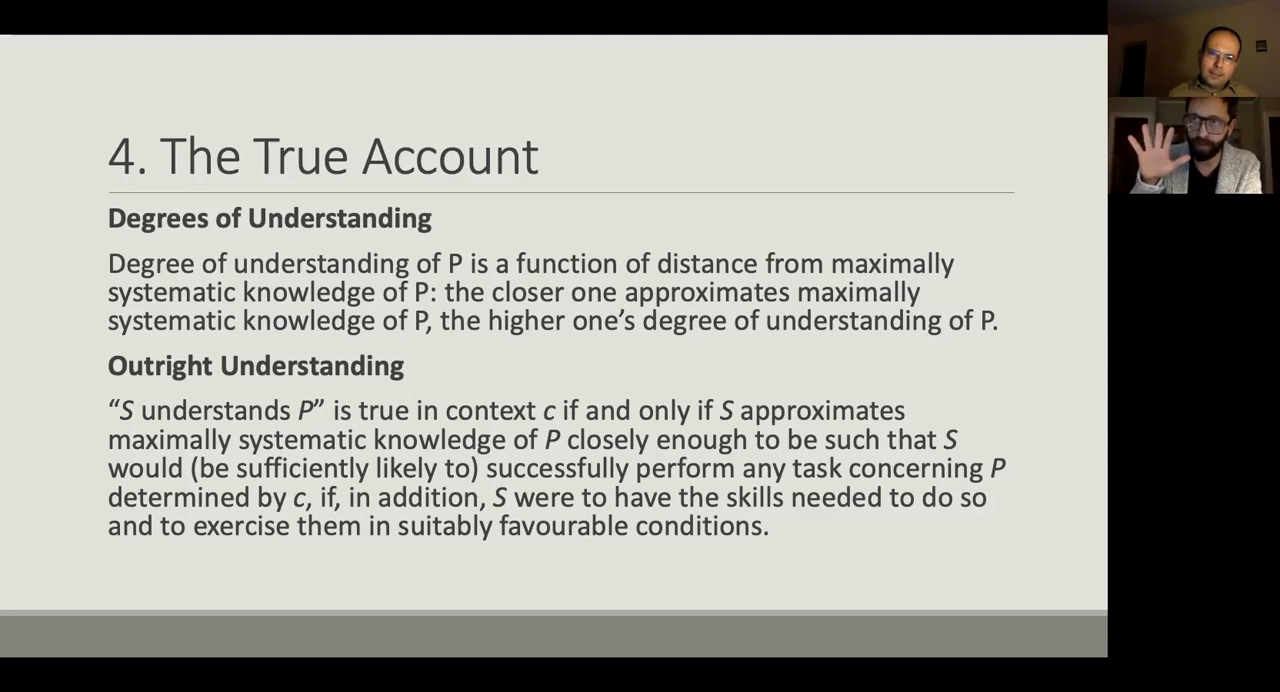 4. The True Account
Degrees of Understanding
Degree of understanding of P is a function of distance from maximally
systematic knowledge of P: the closer one approximates maximally
systematic knowledge of P, the higher one’s degree of understanding of P.
Outright Understanding
“S understands P” is true in context c if and only if S approximates
maximally systematic knowledge of P closely enough to be such that S
would (be sufficiently likely to) successfully perform any task concerning P
determined by c, if, in addition, S were to have the skills needed to do so
and to exercise them in suitably favourable conditions.